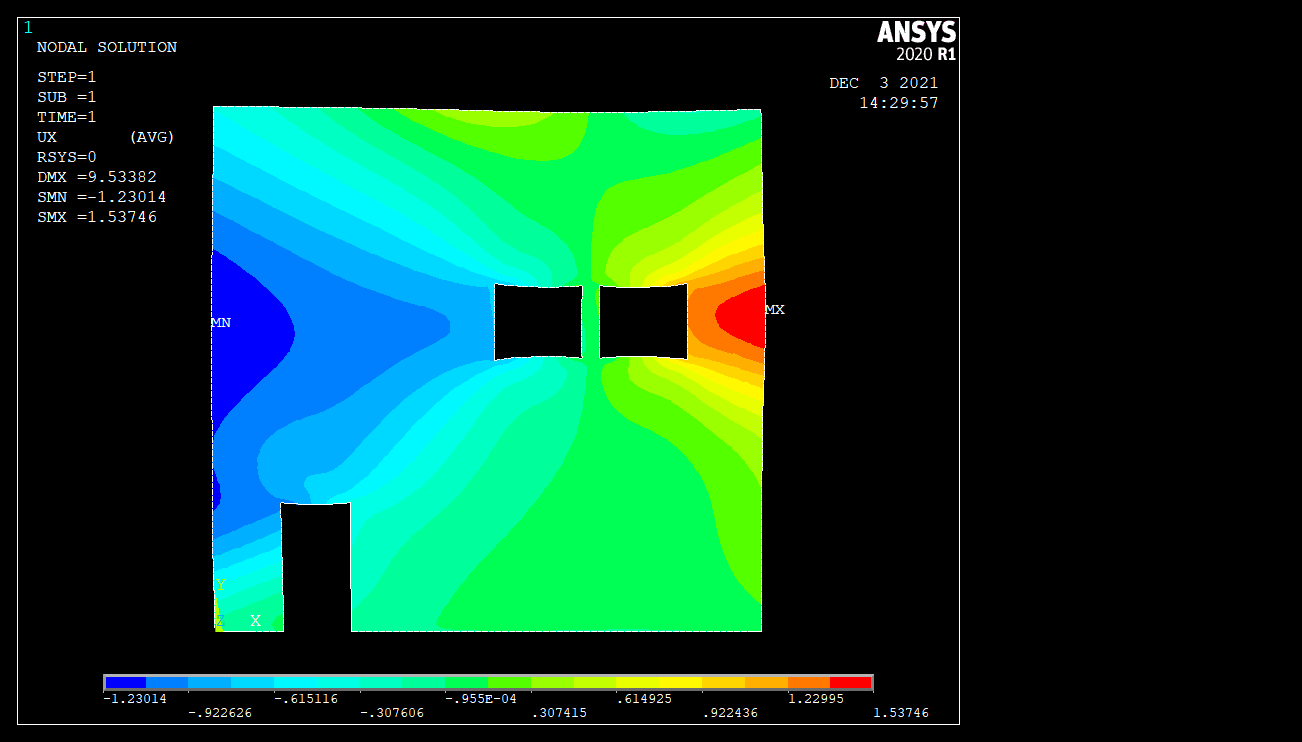 1
NODAL SOLUTION
STEP=1
SUB =1
TIME=1
UX (AVG)
RSYS=0
DMX =9.53382
SMN =-1.23014
SMX =1.53746
ANSYS
2020 R1
DEC 3 2021
14:29:57
MN
MX
Y
Z X
-1.23014 -.615116 -.955E-04 .614925 1.22995
-.922626 -.307606 .307415 .922436 1.53746